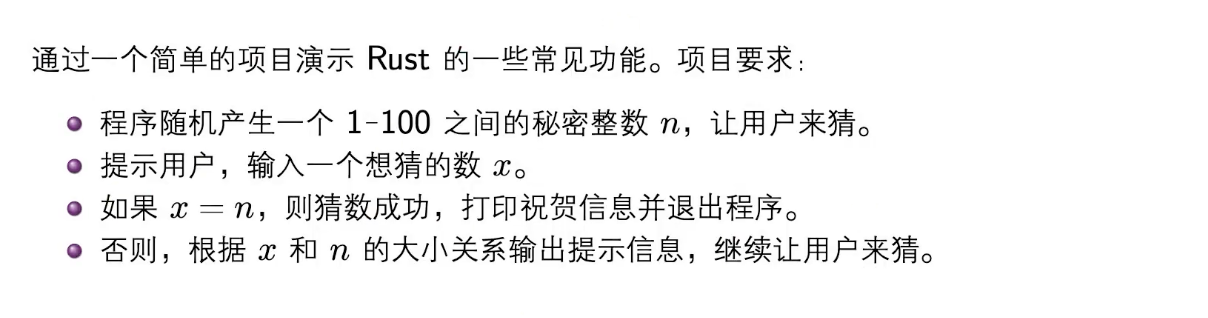 通过一个简单的项目演示 Rust 的一些常见功能。项目要求:
程序随机产生一个 1-100 之间的秘密整数 n，让用户来猜。
提示用户，输入一个想猜的数 x。
如果 x = n，则猜数成功，打印祝贺信息并退出程序。
否则，根据 x 和 n 的大小关系输出提示信息，继续让用户来猜。